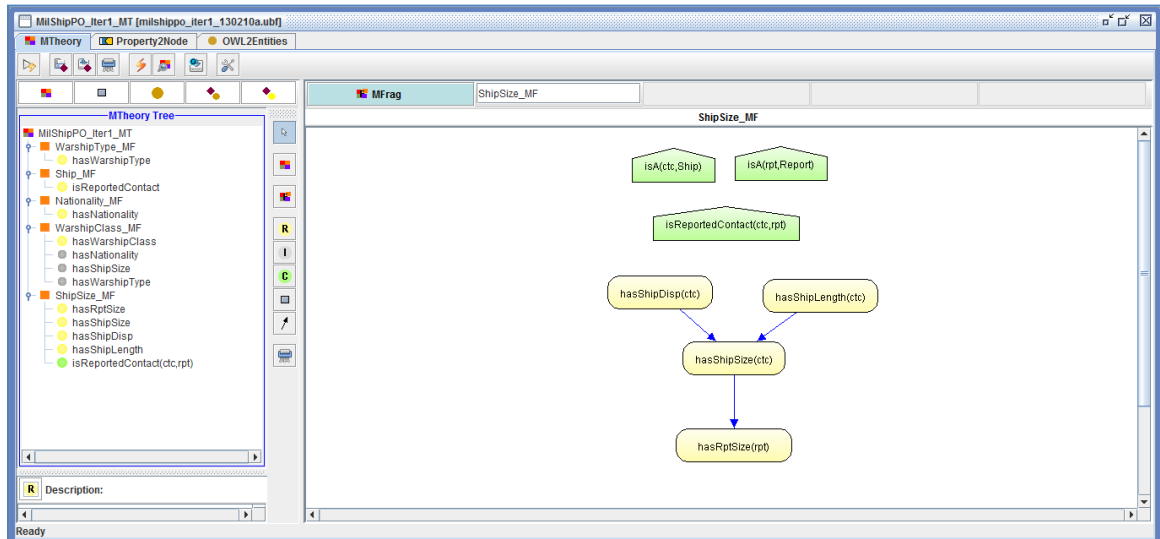 MilShipPO_Iter1_MT [milshippo_iter1_130210a.ubf]
MTheory Property2Node OWL2Entities
MFrag ShipSize_MF
MTheory Tree
MilShipPO_Iter1_MT
WarshipType_MF
hasWarshipType
Ship_MF
isReportedContact
Nationality_MF
hasNationality
WarshipClass_MF
hasWarshipClass
hasNationality
hasShipSize
hasWarshipType
ShipSize_MF
hasRptSize
hasShipSize
hasShipDisp
hasShipLength
isReportedContact(ctc,rpt)
R
I
C
ShipSize_MF
isA(ctc,Ship) isA(rpt,Report)
isReportedContact(ctc,rpt)
hasShipDisp(ctc) hasShipLength(ctc)
hasShipSize(ctc)
hasRptSize(rpt)
R Description:
Ready